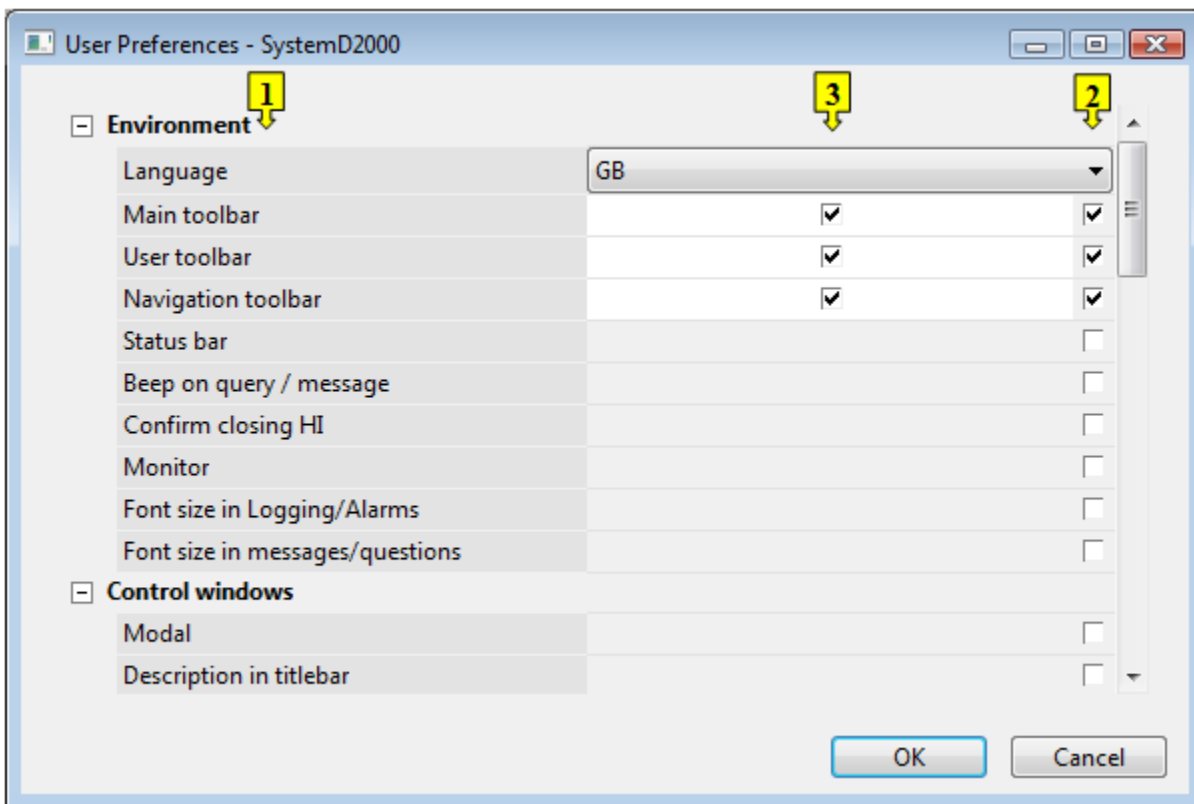 User Preferences - SystemD2000
1 3 2
Environment
Language GB
Main toolbar
User toolbar
Navigation toolbar
Status bar
Beep on query / message
Confirm closing HI
Monitor
Font size in Logging/Alarms
Font size in messages/questions
Control windows
Modal
Description in titlebar
OK Cancel